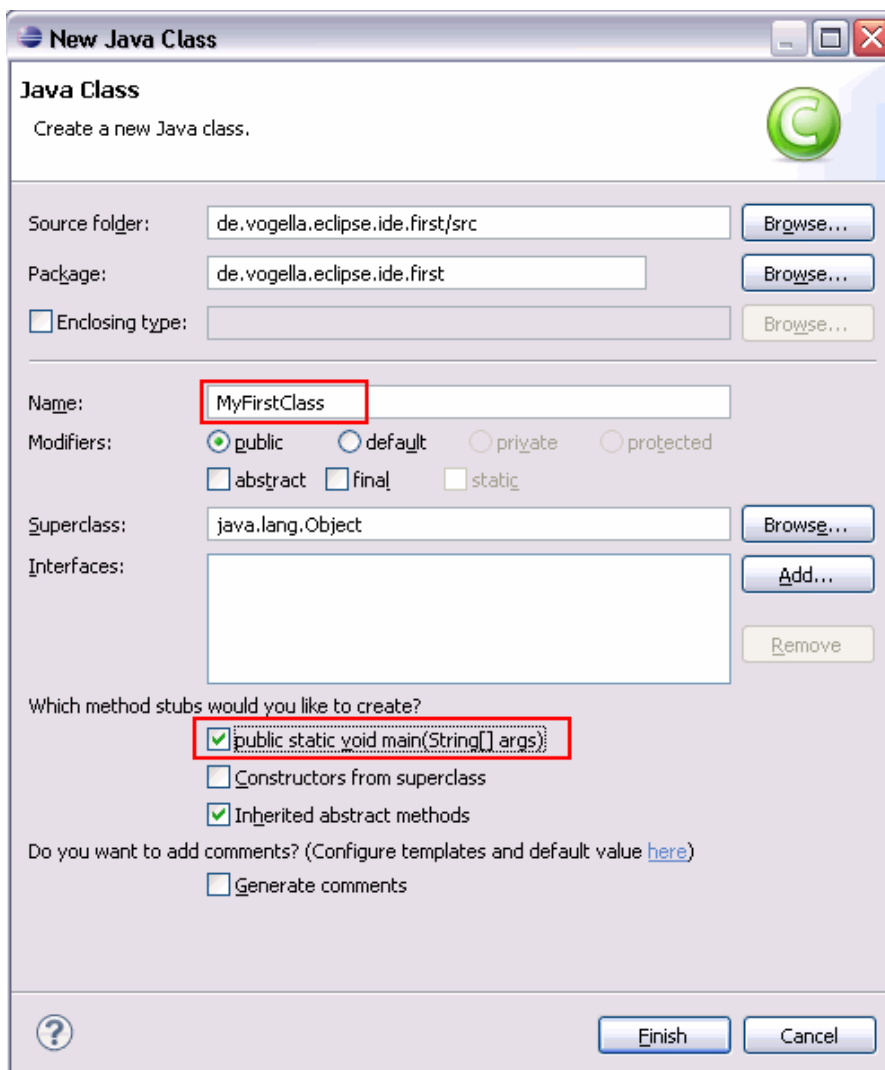 New Java Class
Java Class
Create a new Java class.
C
Source folder: de.vogella.eclipse.ide.first/src Browse...
Package: de.vogella.eclipse.ide.first Browse...
Enclosing type: Browse...
Name: MyFirstClass
Modifiers: public default private protected
abstract final static
Superclass: java.lang.Object Browse...
Interfaces: Add...
Remove
Which method stubs would you like to create?
public static void main(String[] args)
Constructors from superclass
Inherited abstract methods
Do you want to add comments? (Configure templates and default value here)
Generate comments
? Finish Cancel